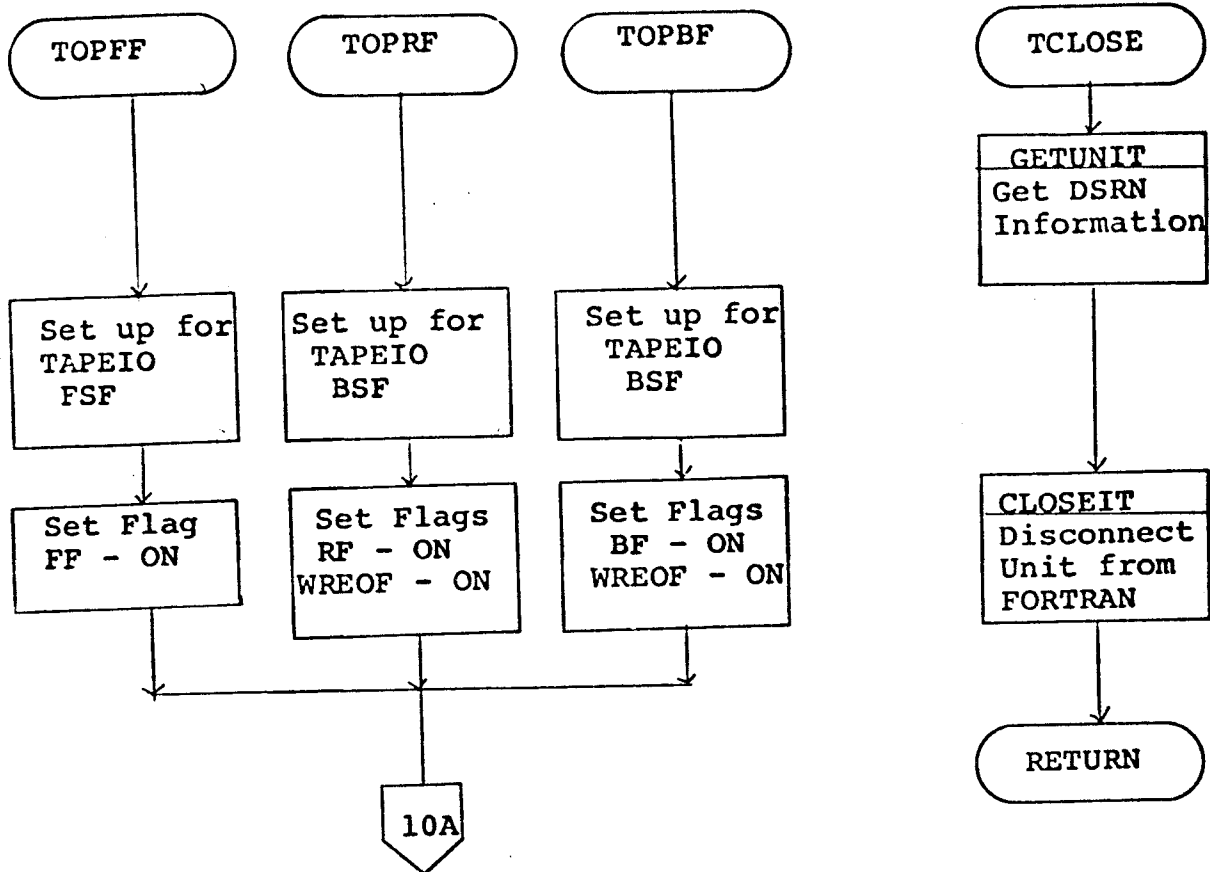 TOPFF
TOPRF
TOPBF
TCLOSE
GETUNIT
Get DSRN
Information
Set up for
TAPEIO
FSF
Set up for
TAPEIO
BSF
Set up for
TAPEIO
BSF
Set Flag
FF - ON
Set Flags
RF - ON
WREOF - ON
Set Flags
BF - ON
WREOF - ON
CLOSEIT
Disconnect
Unit from
FORTRAN
RETURN
10A